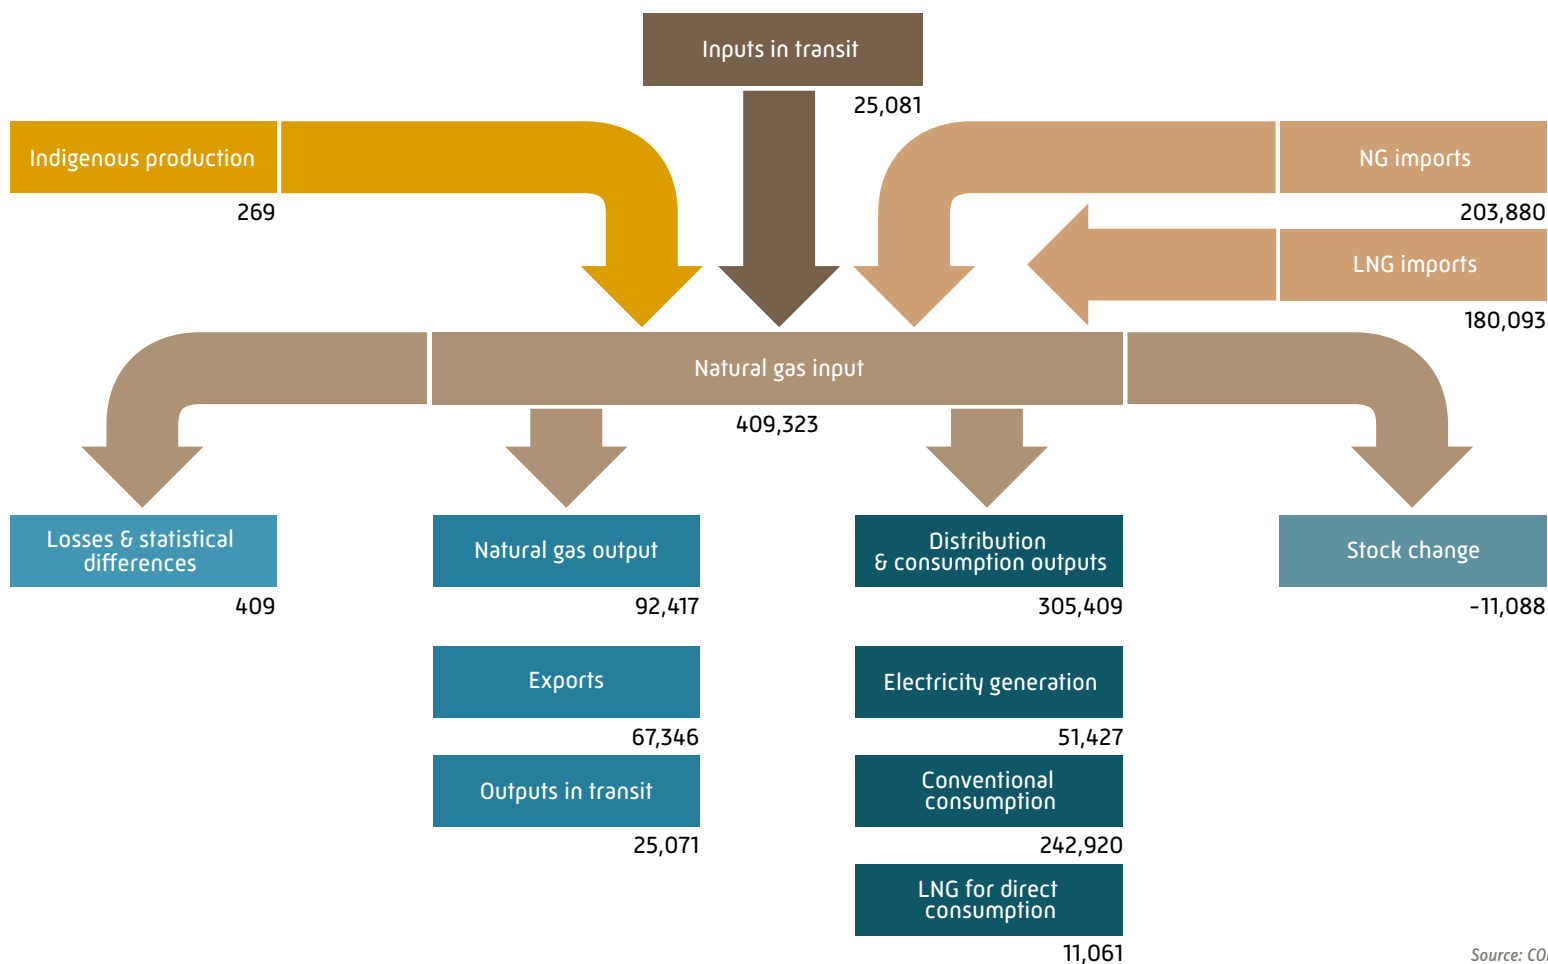 Inputs in transit
25,081
Indigenous production
269
NG imports
203,880
LNG imports
180,093
Natural gas input
409,323
Losses & statistical
differences
409
Natural gas output
92,417
Distribution
& consumption outputs
305,409
Stock change
-11,088
Exports
67,346
Electricity generation
51,427
Outputs in transit
25,071
Conventional
consumption
242,920
LNG for direct
consumption
11,061
Source: